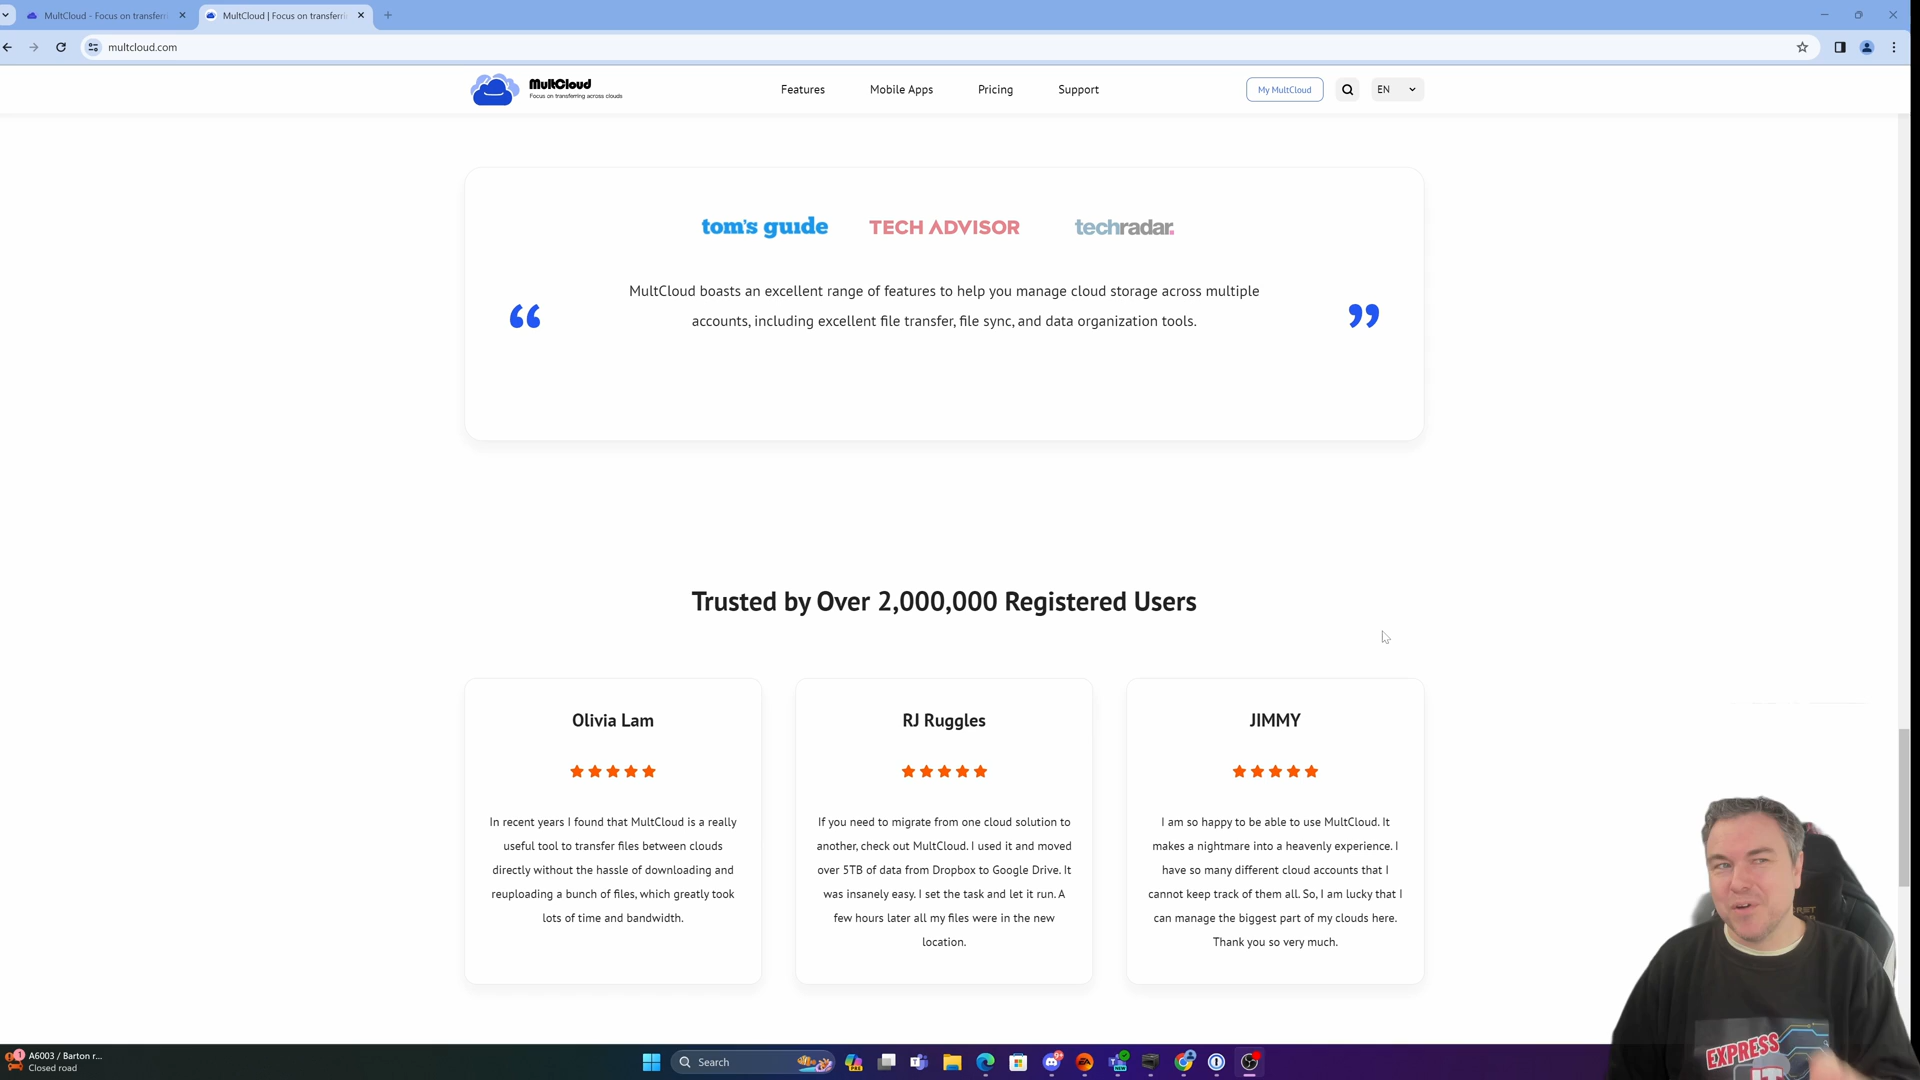 MultCloud - Focus on transferri
MultCloud | Focus on transferri
multcloud.com
MultCloud
Focus on transferring across clouds
Features
Mobile Apps
Pricing
Support
My MultCloud
EN
tom's guide
TECH ADVISOR
techradar.
“
MultCloud boasts an excellent range of features to help you manage cloud storage across multiple
accounts, including excellent file transfer, file sync, and data organization tools.
”
Trusted by Over 2,000,000 Registered Users
Olivia Lam
In recent years I found that MultCloud is a really
useful tool to transfer files between clouds
directly without the hassle of downloading and
reuploading a bunch of files, which greatly took
lots of time and bandwidth.
RJ Ruggles
If you need to migrate from one cloud solution to
another, check out MultCloud. I used it and moved
over 5TB of data from Dropbox to Google Drive. It
was insanely easy. I set the task and let it run. A
few hours later all my files were in the new
location.
JIMMY
I am so happy to be able to use MultCloud. It
makes a nightmare into a heavenly experience. I
have so many different cloud accounts that I
cannot keep track of them all. So, I am lucky that I
can manage the biggest part of my clouds here.
Thank you so very much.
EXPRESS
IT
1
A6003 / Barton r...
Closed road
Search